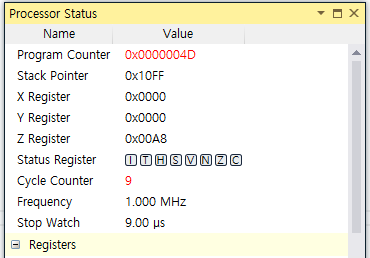 Processor Status
Name Value
Program Counter 0x0000004D
Stack Pointer 0x10FF
X Register 0x0000
Y Register 0x0000
Z Register 0x00A8
Status Register I T H S V N Z C
Cycle Counter 9
Frequency 1.000 MHz
Stop Watch 9.00 µs
Registers